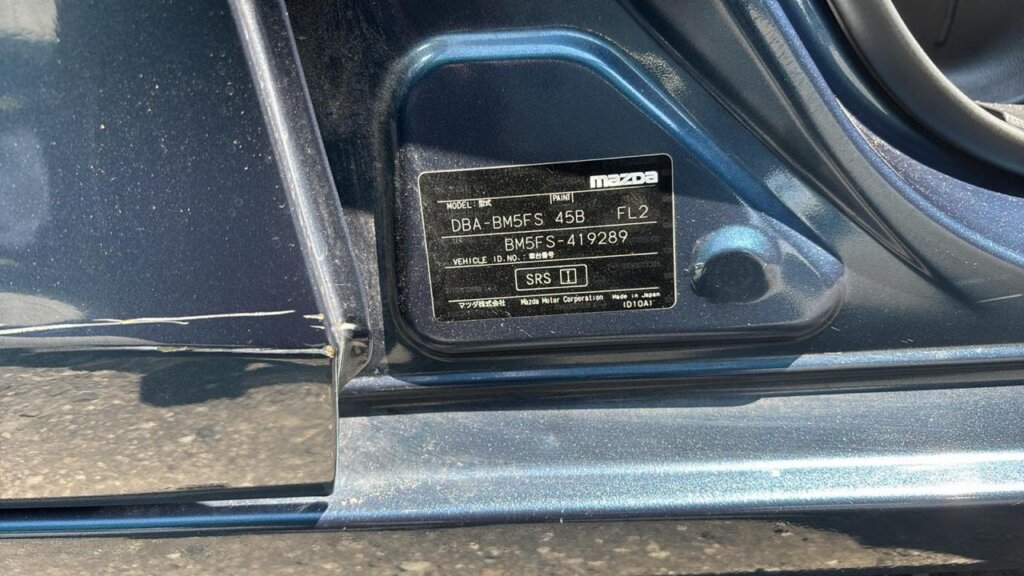 mazda
MODEL: 型式 PAINT
DBA-BM5FS 45B FL2
BM5FS-419289
VEHICLE ID.NO.: 車台番号
SRS I
マツダ株式会社 Mazda Motor Corporation Made in Japan
(D10A)